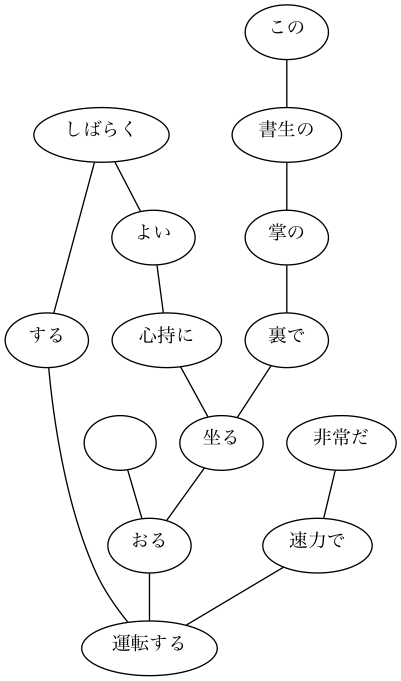 この
しばらく
書生の
よい
掌の
する
心持に
裏で
坐る
非常だ
おる
速力で
運転する